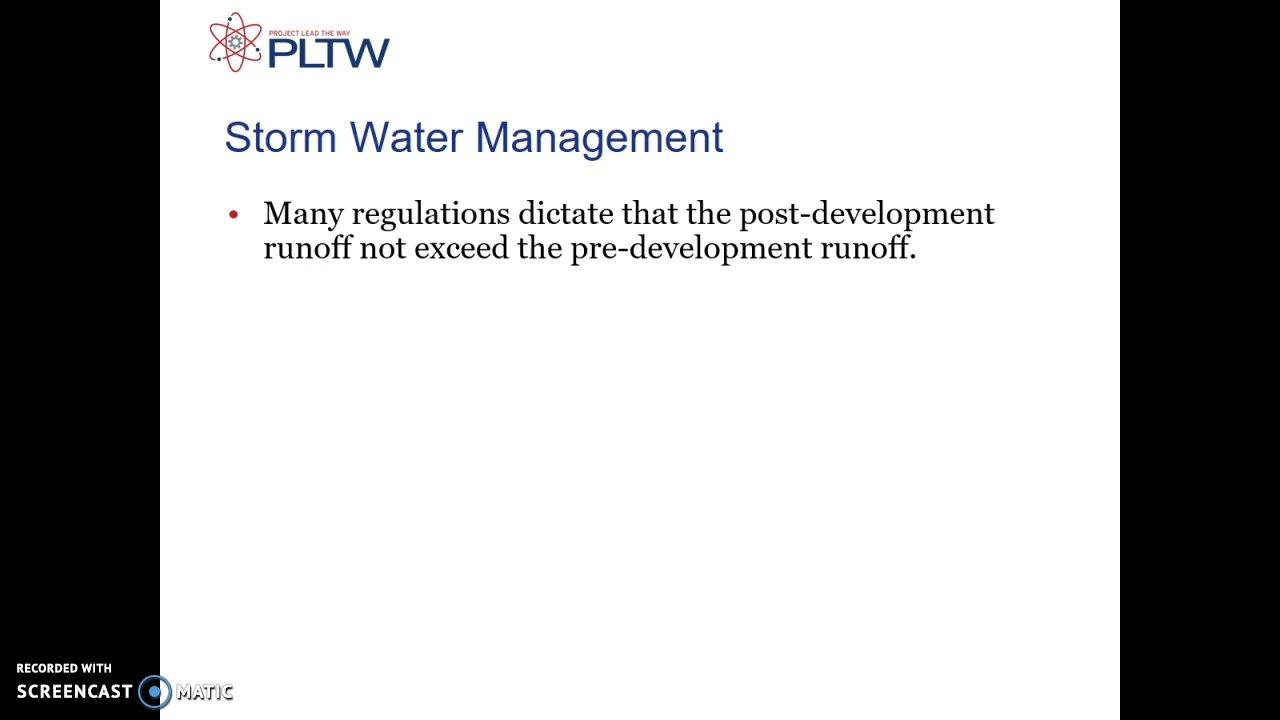 PROJECT LEAD THE WAY
PLTW
Storm Water Management
• Many regulations dictate that the post-development
runoff not exceed the pre-development runoff.
RECORDED WITH
SCREENCAST MATIC